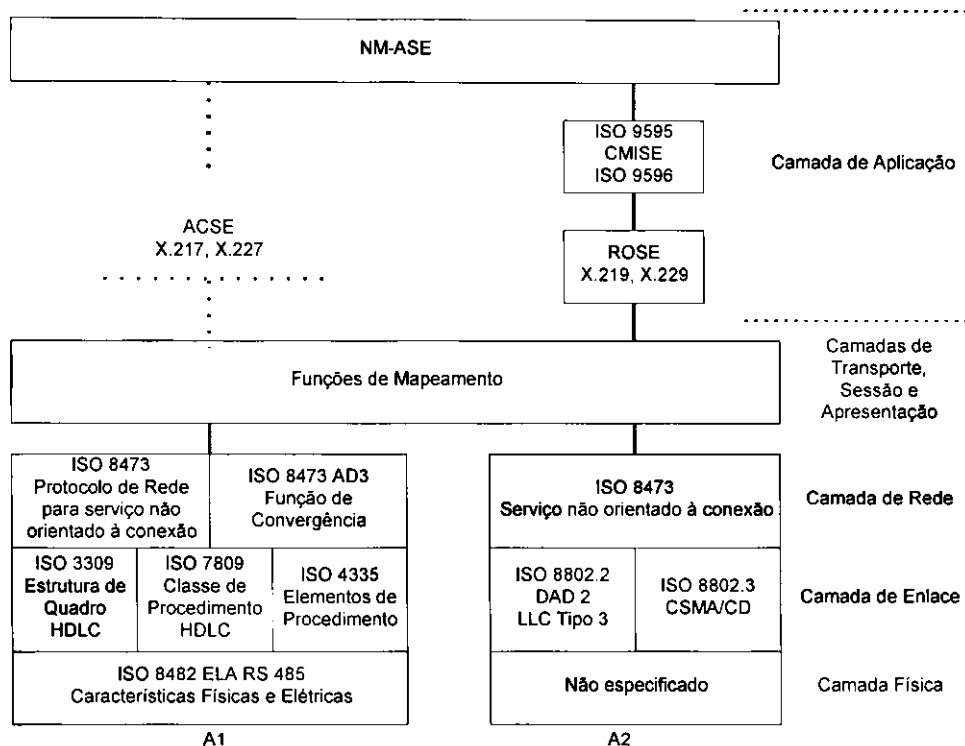 NM-ASE
ISO 9595
CMISE
ISO 9596
Camada de Aplicação
ACSE
X.217, X.227
ROSE
X.219, X.229
Funções de Mapeamento
Camadas de
Transporte,
Sessão e
Apresentação
ISO 8473
Protocolo de Rede
para serviço não
orientado à conexão
ISO 8473 AD3
Função de
Convergência
ISO 8473
Serviço não orientado à conexão
Camada de Rede
ISO 3309
Estrutura de
Quadro
HDLC
ISO 7809
Classe de
Procedimento
HDLC
ISO 4335
Elementos de
Procedimento
ISO 8802.2
DAD 2
LLC Tipo 3
ISO 8802.3
CSMA/CD
Camada de Enlace
ISO 8482 ELA RS 485
Características Físicas e Elétricas
Não especificado
Camada Física
A1
A2